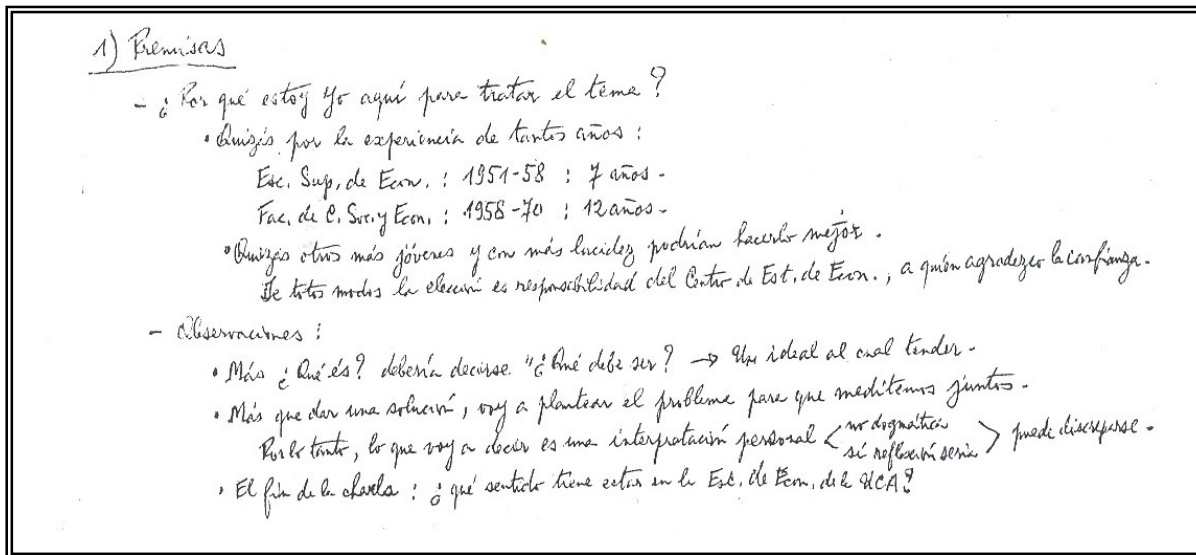 1) Premisas
- ¿Por qué estoy yo aquí para tratar el tema?
• Quizás por la experiencia de tantos años:
Esc. Sup. de Econ.: 1951-58 : 7 años.
Fac. de C. Soc. y Econ.: 1958-70 : 12 años.
• Quizás otros más jóvenes y con más lucidez podrían hacerlo mejor.
De todos modos la elección es responsabilidad del Centro de Est. de Econ., a quién agradezco la confianza.
- Observaciones:
• Más ¿Qué és? debería decirse "¿Qué debe ser? → Un ideal al cual tender.
• Más que dar una solución, voy a plantear el problema para que meditemos juntos.
Por lo tanto, lo que voy a decir es una interpretación personal < no dogmática sí reflexión seria > puede discreparse.
• El fin de la charla: ¿qué sentido tiene estar en la Esc. de Econ. de la UCA?